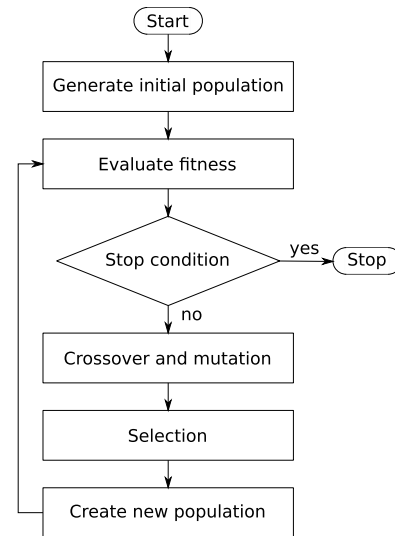 Start
Generate initial population
Evaluate fitness
Stop condition
yes
Stop
no
Crossover and mutation
Selection
Create new population